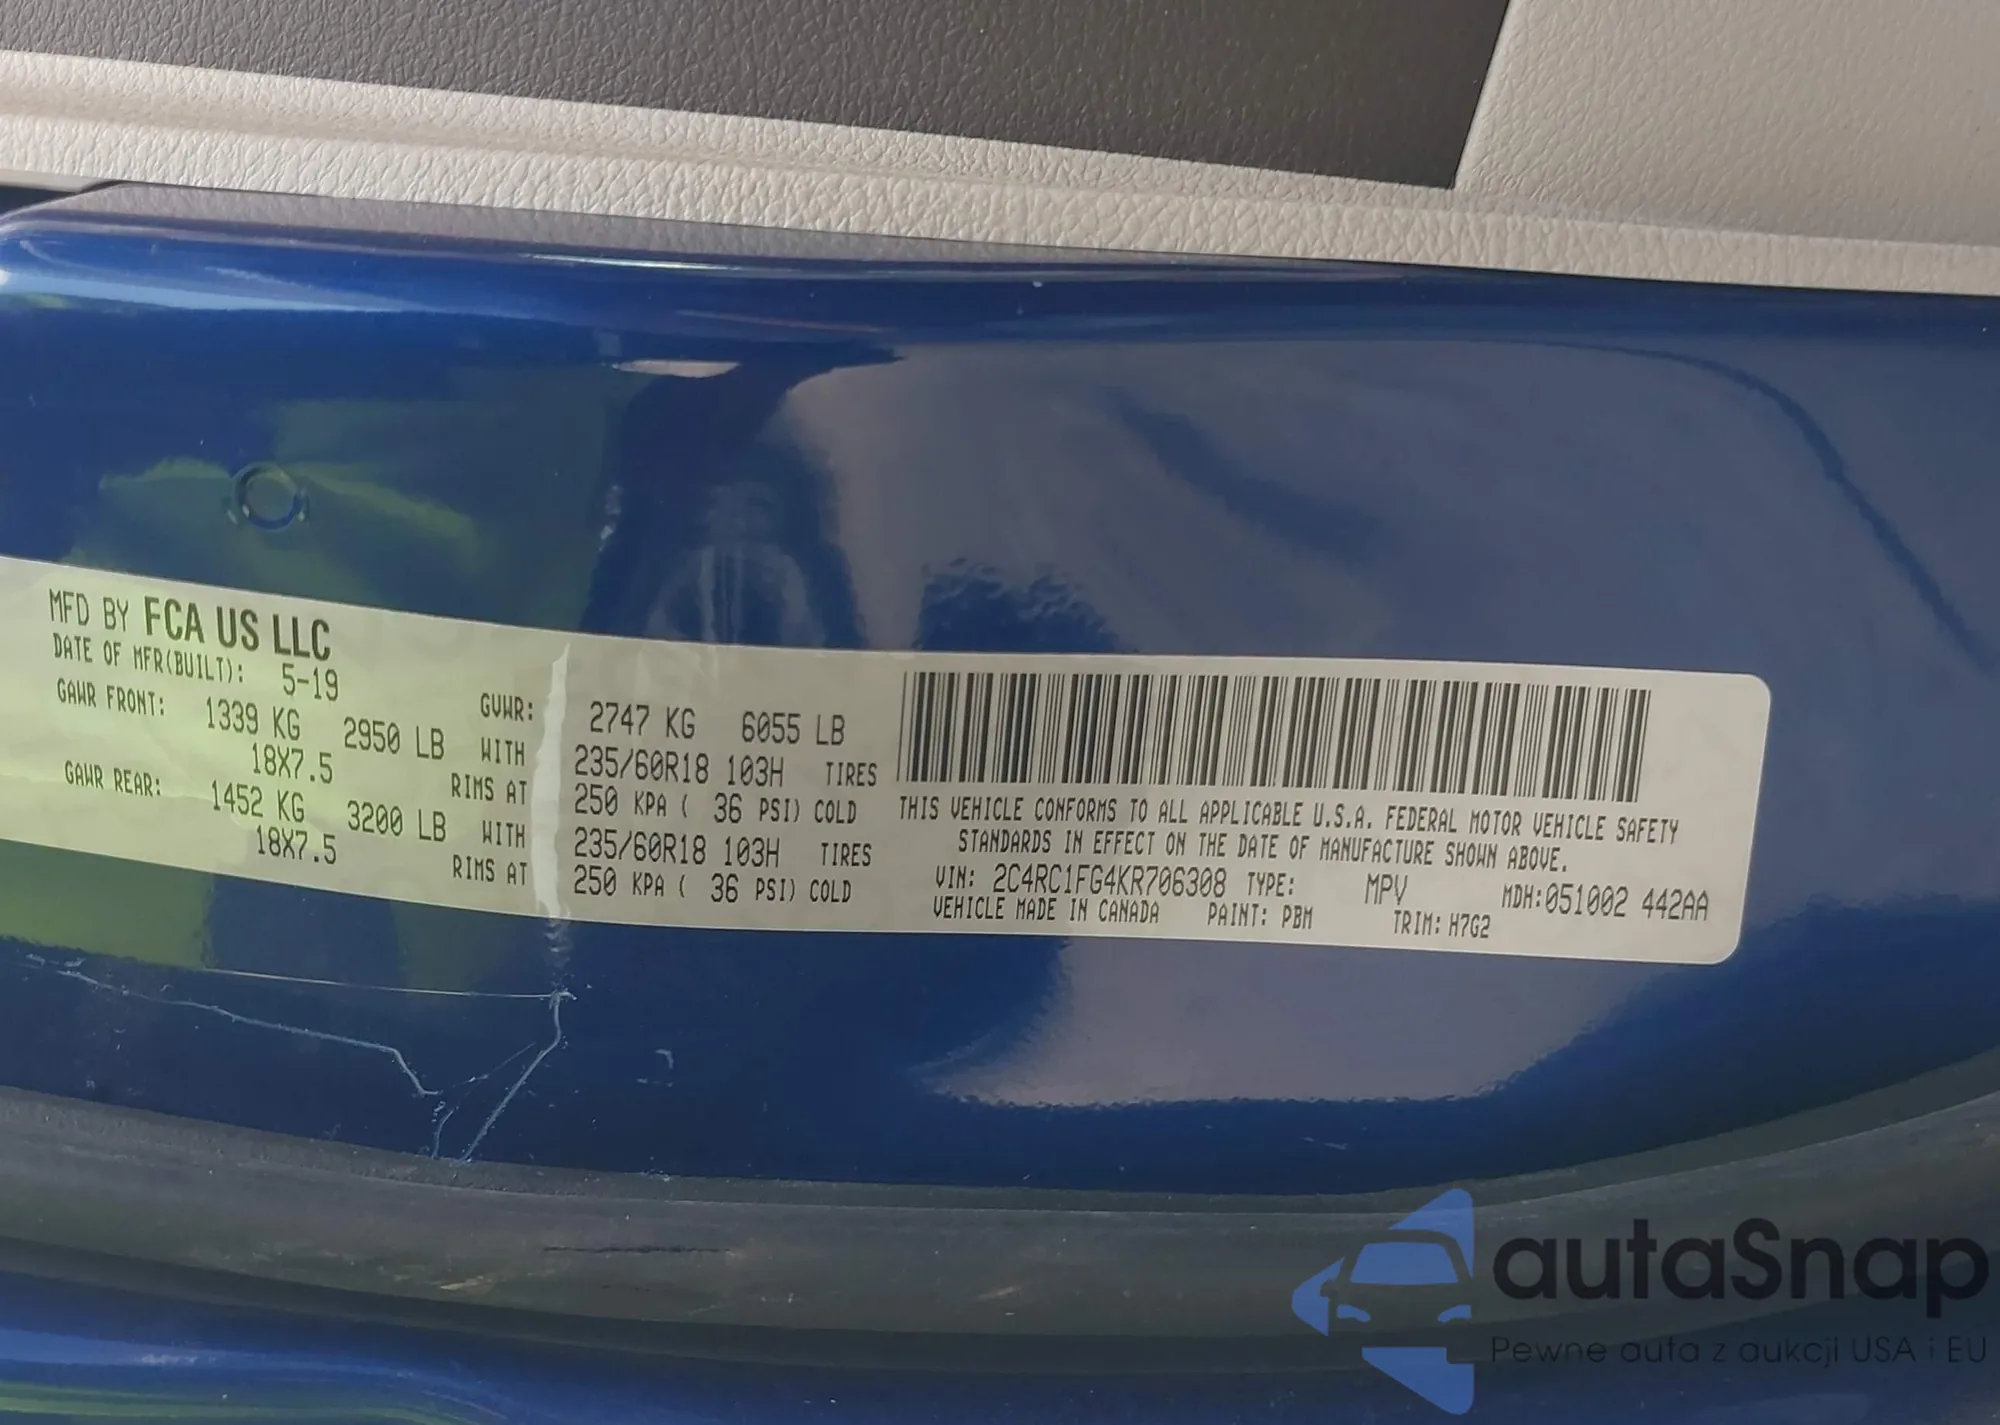 MFD BY FCA US LLC
DATE OF MFR(BUILT): 5-19
GVWR: 2747 KG 6055 LB
GAWR FRONT: 1339 KG 2950 LB WITH 235/60R18 103H TIRES
18X7.5 RIMS AT 250 KPA ( 36 PSI) COLD
GAWR REAR: 1452 KG 3200 LB WITH 235/60R18 103H TIRES
18X7.5 RIMS AT 250 KPA ( 36 PSI) COLD
THIS VEHICLE CONFORMS TO ALL APPLICABLE U.S.A. FEDERAL MOTOR VEHICLE SAFETY
STANDARDS IN EFFECT ON THE DATE OF MANUFACTURE SHOWN ABOVE.
VIN: 2C4RC1FG4KR706308 TYPE: MPV MDH:051002 442AA
VEHICLE MADE IN CANADA PAINT: PBM TRIM: H7G2
autaSnap
Pewne auta z aukcji USA i EU